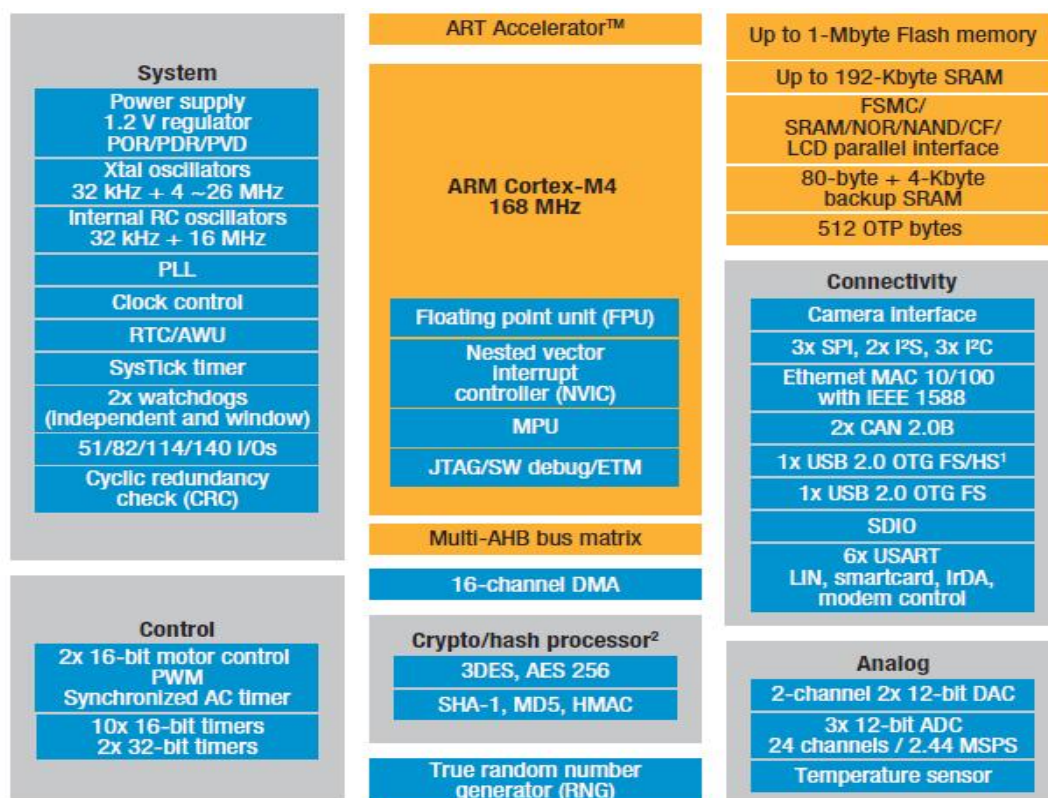 System
Power supply
1.2 V regulator
POR/PDR/PVD
Xtal oscillators
32 kHz + 4 ~26 MHz
Internal RC oscillators
32 kHz + 16 MHz
PLL
Clock control
RTC/AWU
SysTick timer
2x watchdogs
(independent and window)
51/82/114/140 I/Os
Cyclic redundancy
check (CRC)
Control
2x 16-bit motor control
PWM
Synchronized AC timer
10x 16-bit timers
2x 32-bit timers
ART Accelerator™
ARM Cortex-M4
168 MHz
Floating point unit (FPU)
Nested vector
interrupt
controller (NVIC)
MPU
JTAG/SW debug/ETM
Multi-AHB bus matrix
16-channel DMA
Crypto/hash processor²
3DES, AES 256
SHA-1, MD5, HMAC
True random number
generator (RNG)
Up to 1-Mbyte Flash memory
Up to 192-Kbyte SRAM
FSMC/
SRAM/NOR/NAND/CF/
LCD parallel interface
80-byte + 4-Kbyte
backup SRAM
512 OTP bytes
Connectivity
Camera interface
3x SPI, 2x I²S, 3x I²C
Ethernet MAC 10/100
with IEEE 1588
2x CAN 2.0B
1x USB 2.0 OTG FS/HS¹
1x USB 2.0 OTG FS
SDIO
6x USART
LIN, smartcard, IrDA,
modem control
Analog
2-channel 2x 12-bit DAC
3x 12-bit ADC
24 channels / 2.44 MSPS
Temperature sensor